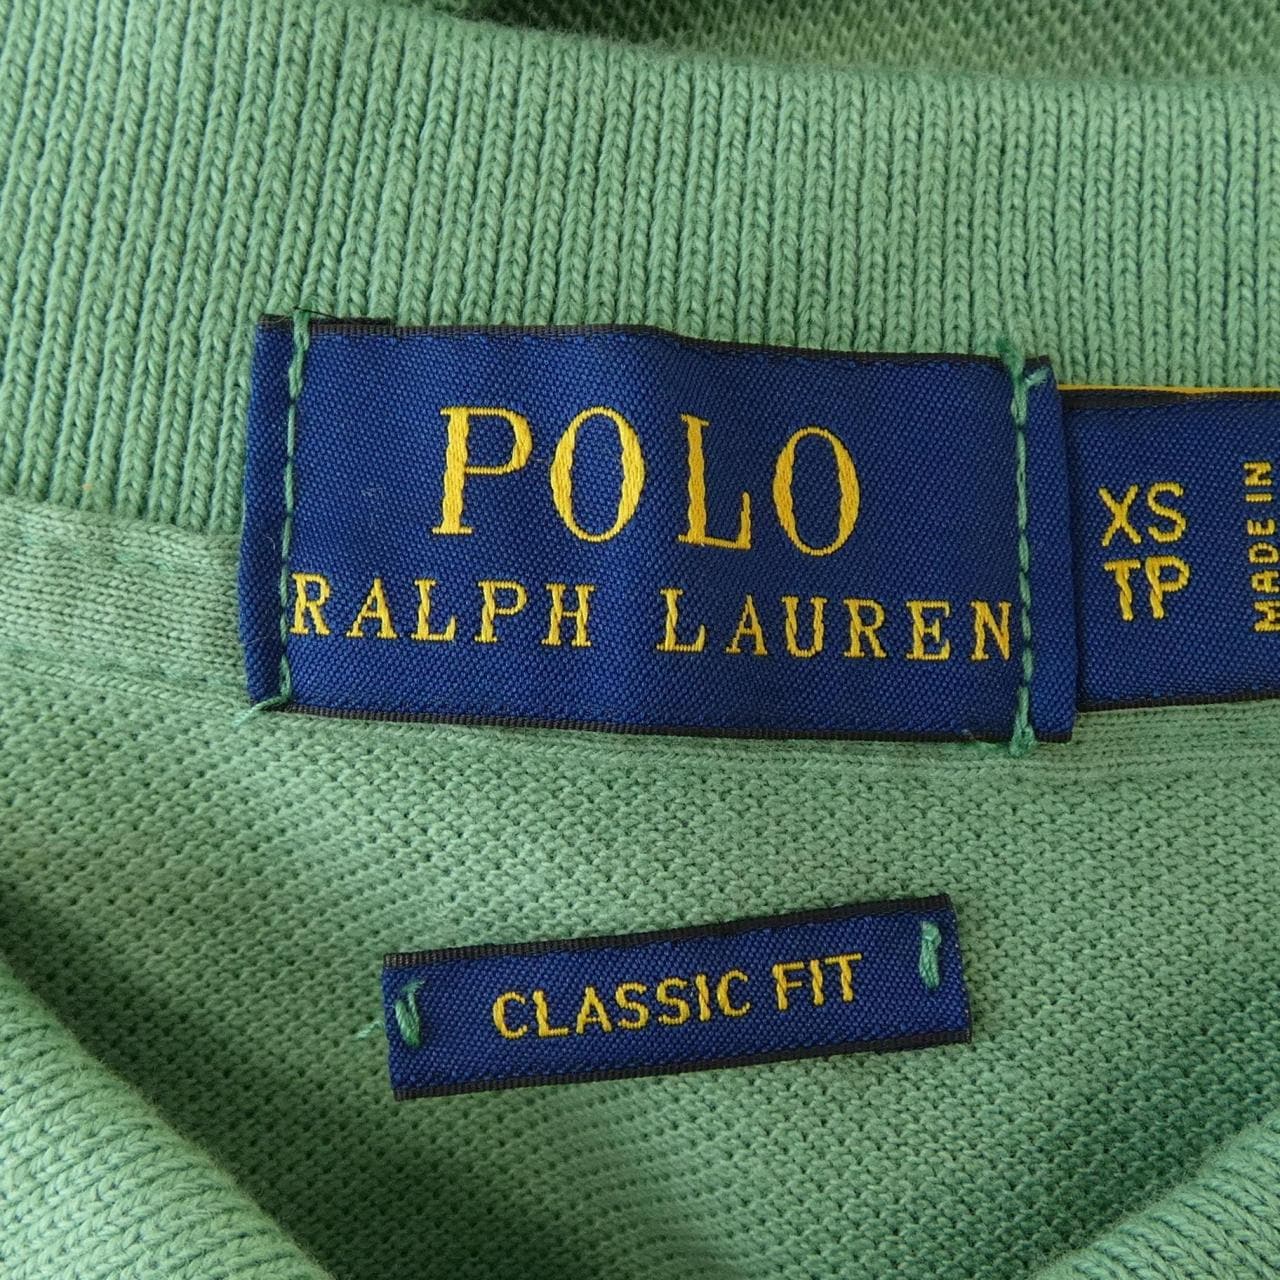 POLO
RALPH LAUREN
XS
TP
MADE IN
CLASSIC FIT